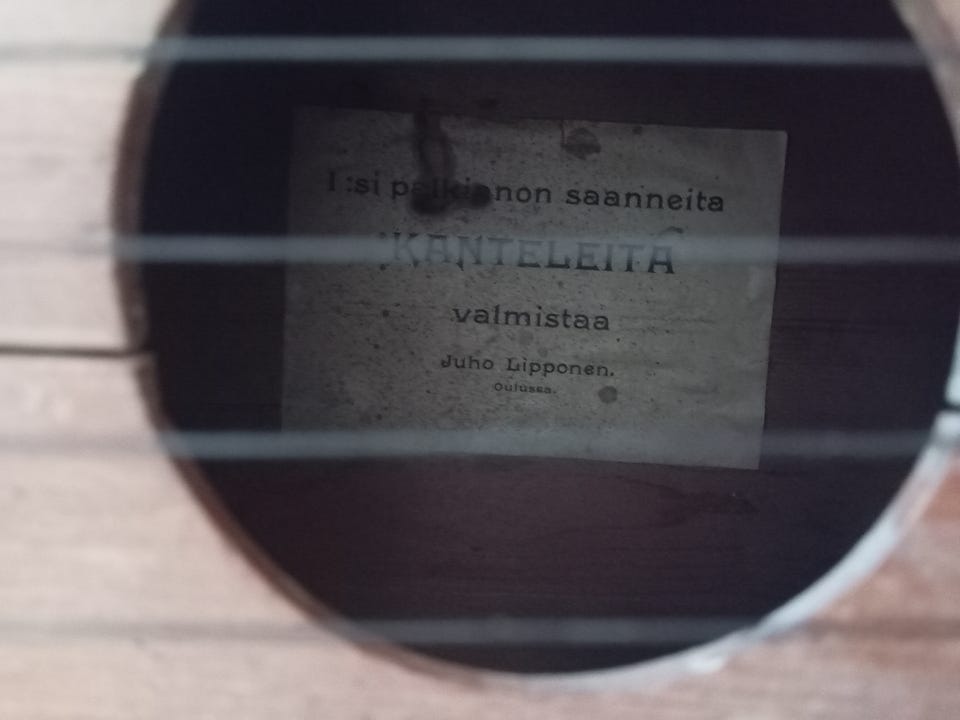 I:si palkinnon saanneita
KANTELEITA
valmistaa
Juho Lipponen.
Oulussa.